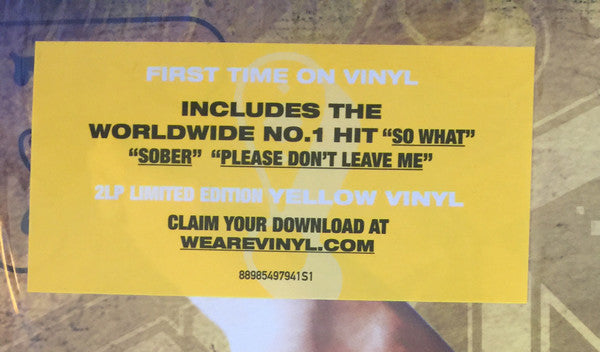 FIRST TIME ON VINYL
INCLUDES THE
WORLDWIDE NO.1 HIT “SO WHAT”
“SOBER” “PLEASE DON’T LEAVE ME”
2LP LIMITED EDITION YELLOW VINYL
CLAIM YOUR DOWNLOAD AT
WEAREVINYL.COM
88985497941S1